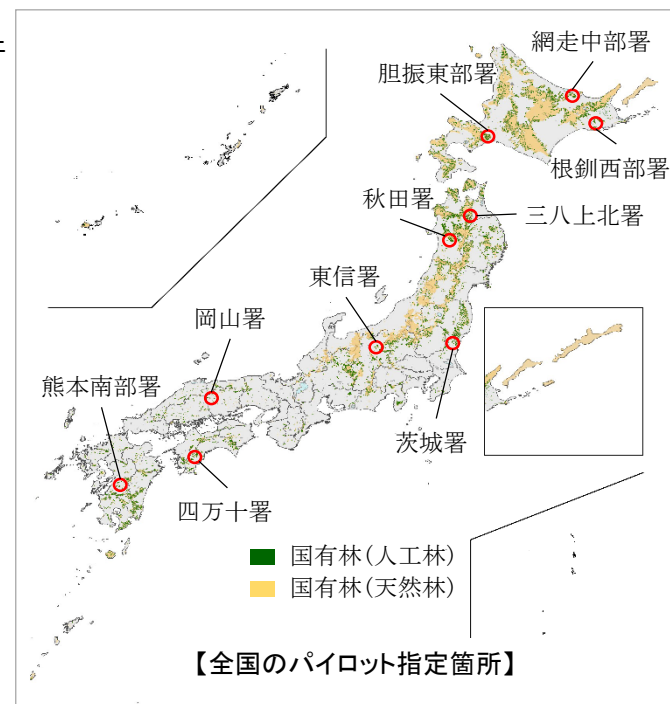 網走中部署
胆振東部署
根釧西部署
秋田署
三八上北署
東信署
岡山署
熊本南部署
茨城署
四万十署
国有林(人工林)
国有林(天然林)
【全国のパイロット指定箇所】